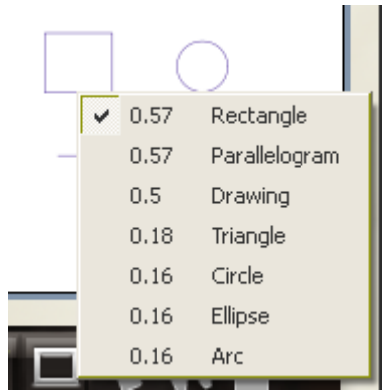 0.57 Rectangle
0.57 Parallelogram
0.5 Drawing
0.18 Triangle
0.16 Circle
0.16 Ellipse
0.16 Arc